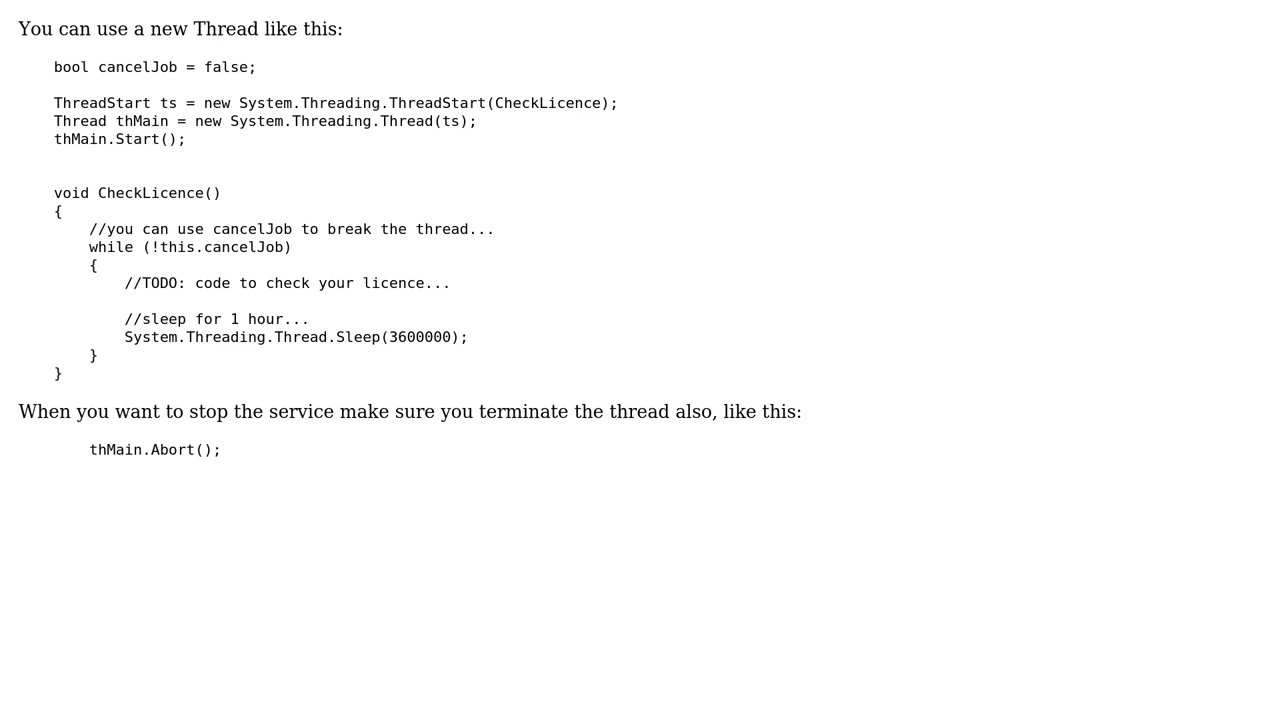 You can use a new Thread like this:
bool cancelJob = false;
ThreadStart ts = new System.Threading.ThreadStart(CheckLicence);
Thread thMain = new System.Threading.Thread(ts);
thMain.Start();
void CheckLicence()
{
    //you can use cancelJob to break the thread...
    while (!this.cancelJob)
    {
        //TODO: code to check your licence...
        //sleep for 1 hour...
        System.Threading.Thread.Sleep(3600000);
    }
}
When you want to stop the service make sure you terminate the thread also, like this:
    thMain.Abort();